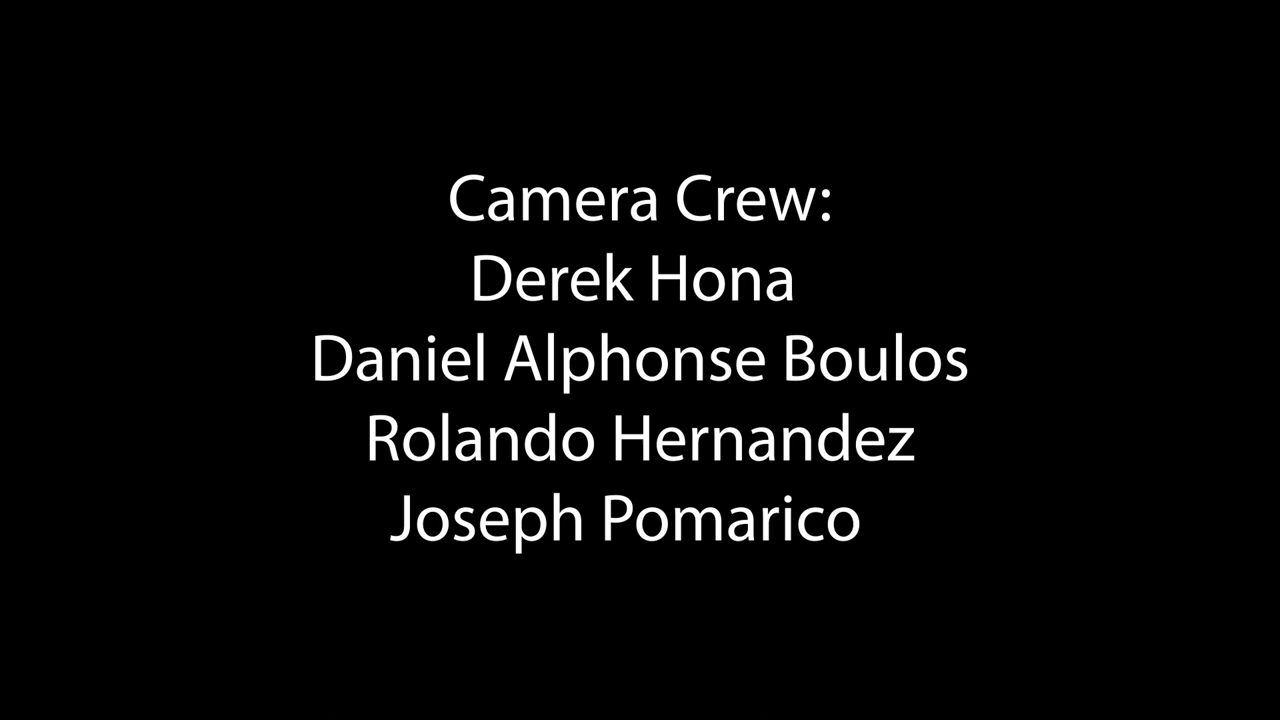 Camera Crew:
Derek Hona
Daniel Alphonse Boulos
Rolando Hernandez
Joseph Pomarico